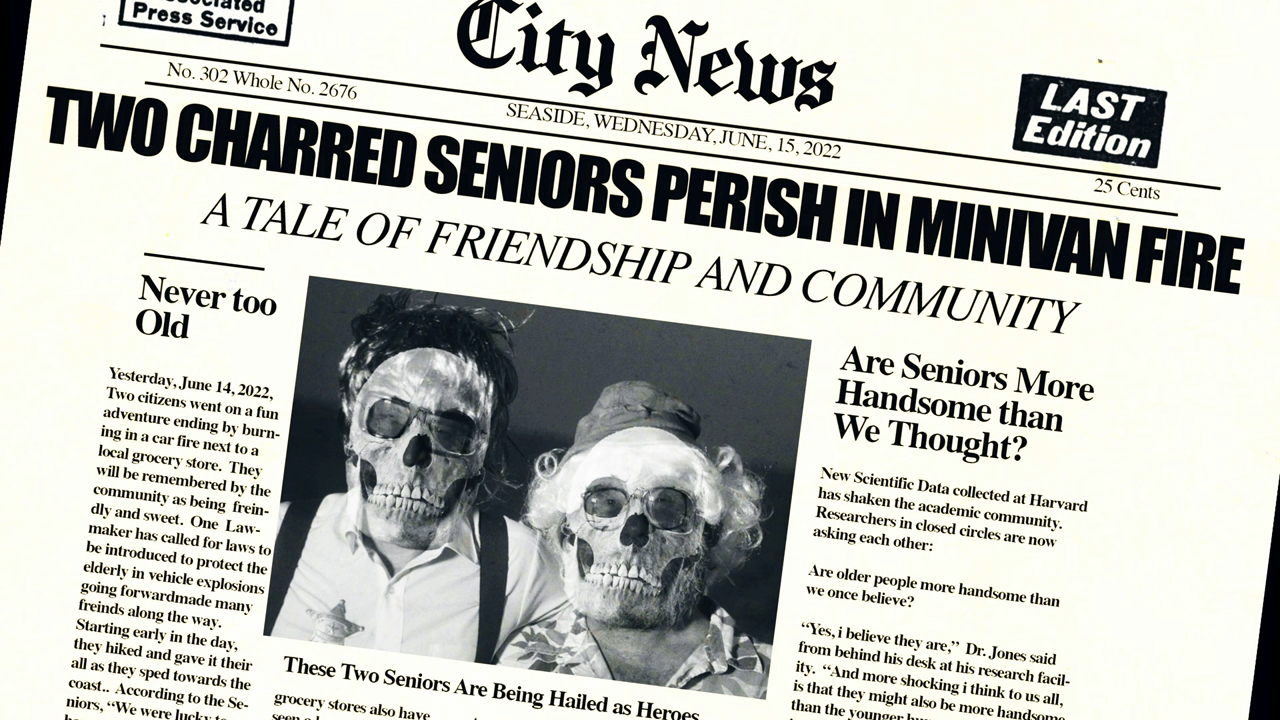 Press Service
City News
LAST
Edition
No. 302 Whole No. 2676
SEASIDE, WEDNESDAY, JUNE, 15, 2022
25 Cents
TWO CHARRED SENIORS PERISH IN MINIVAN FIRE
A TALE OF FRIENDSHIP AND COMMUNITY
Never too
Old
Yesterday, June 14, 2022,
Two citizens went on a fun
adventure ending by burn-
ing in a car fire next to a
local grocery store. They
will be remembered by the
community as being frein-
dly and sweet. One Law-
maker has called for laws to
be introduced to protect the
elderly in vehicle explosions
going forwardmade many
freinds along the way.
Starting early in the day,
they hiked and gave it their
all as they sped towards the
coast.. According to the Se-
niors, “We were lucky to
These Two Seniors Are Being Hailed as Heroes
grocery stores also have
Are Seniors More
Handsome than
We Thought?
New Scientific Data collected at Harvard
has shaken the academic community.
Researchers in closed circles are now
asking each other:
Are older people more handsome than
we once believe?
“Yes, i believe they are,” Dr. Jones said
from behind his desk at his research facil-
ity. “And more shocking i think to us all,
is that they might also be more handsome
than the younger